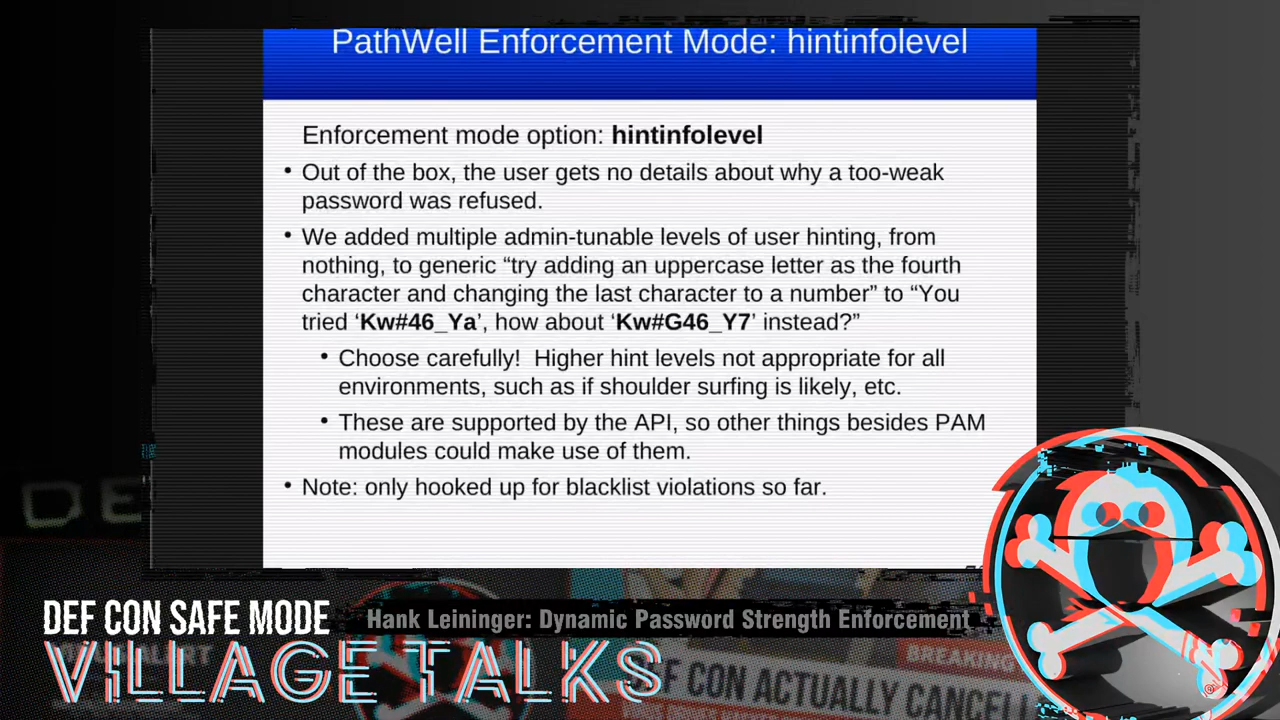 PathWell Enforcement Mode: hintinfolevel
Enforcement mode option: hintinfolevel
• Out of the box, the user gets no details about why a too-weak
password was refused.
• We added multiple admin-tunable levels of user hinting, from
nothing, to generic “try adding an uppercase letter as the fourth
character and changing the last character to a number” to “You
tried ‘Kw#46_Ya’, how about ‘Kw#G46_Y7’ instead?”
• Choose carefully!  Higher hint levels not appropriate for all
environments, such as if shoulder surfing is likely, etc.
• These are supported by the API, so other things besides PAM
modules could make use of them.
• Note: only hooked up for blacklist violations so far.
DEF CON SAFE MODE
Hank Leininger: Dynamic Password Strength Enforcement
VILLAGE TALKS
BREAKING
DEF CON ACTUALLY